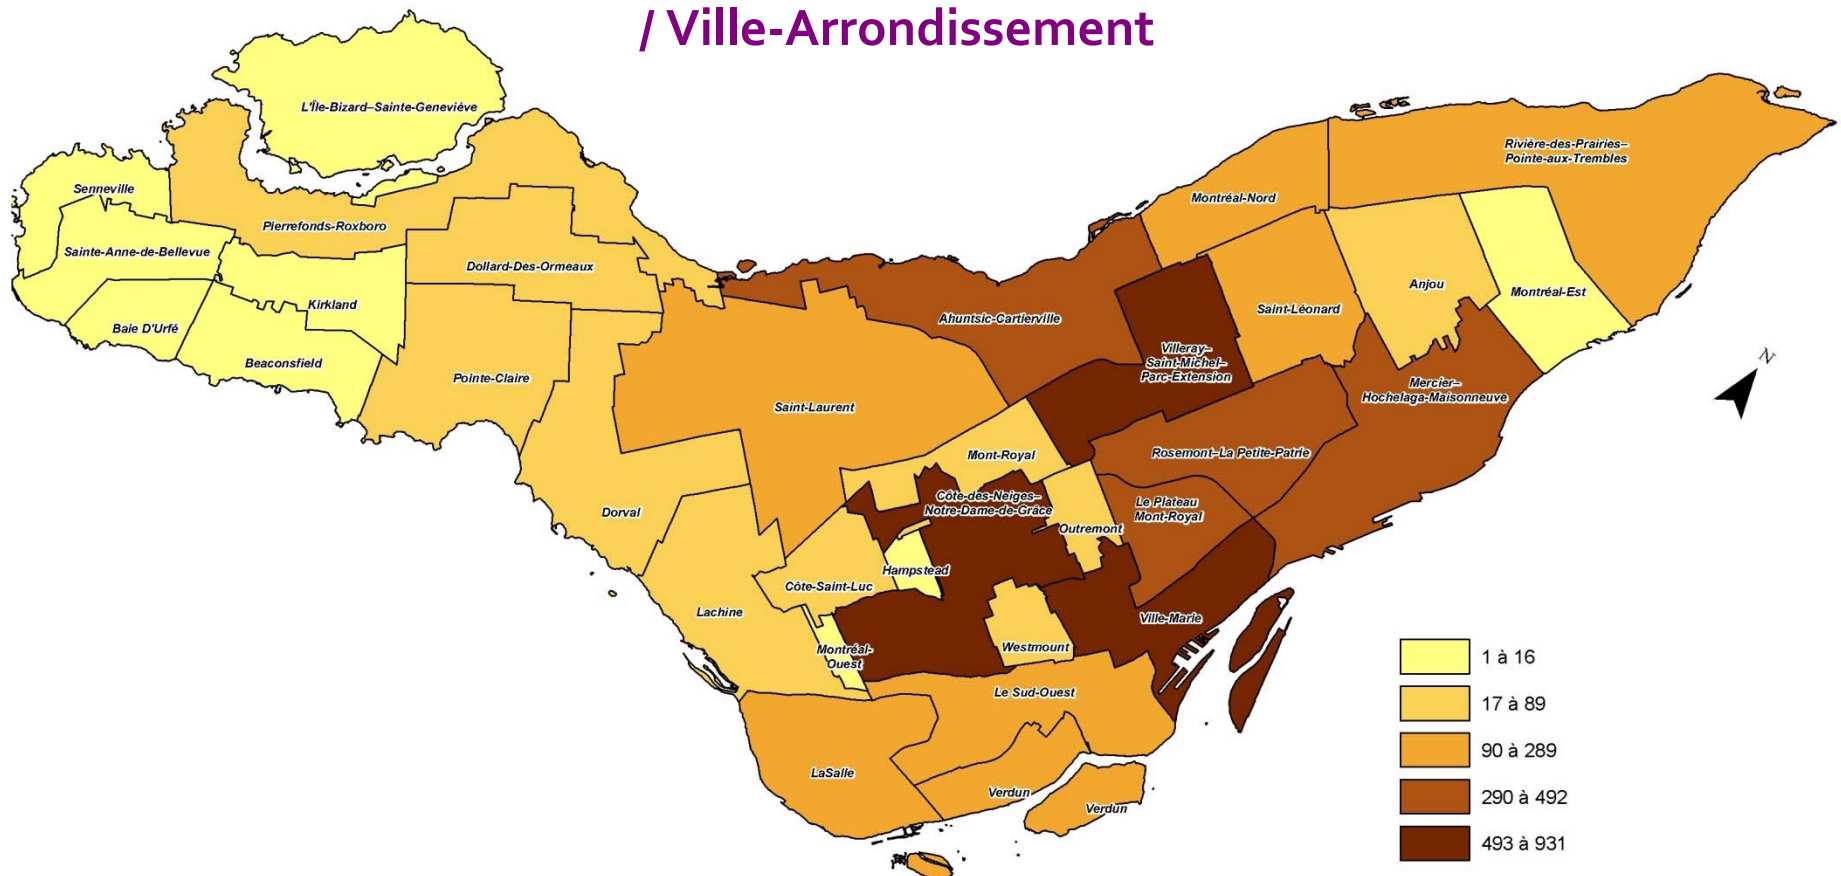 / Ville-Arrondissement
L'Île-Bizard–Sainte-Geneviève
Rivière-des-Prairies–
Pointe-aux-Trembles
Senneville
Montréal-Nord
Pierrefonds-Roxboro
Sainte-Anne-de-Bellevue
Dollard-Des-Ormeaux
Anjou
Montréal-Est
Kirkland
Saint-Léonard
Ahuntsic-Cartierville
Baie D'Urfé
Villeray–
Saint-Michel–
Parc-Extension
Beaconsfield
Pointe-Claire
Mercier–
Hochelaga-Maisonneuve
Saint-Laurent
Mont-Royal
Rosemont–La Petite-Patrie
Côte-des-Neiges–
Notre-Dame-de-Grâce
Le Plateau
Mont-Royal
Dorval
Outremont
Hampstead
Côte-Saint-Luc
Lachine
Ville-Marie
Montréal-
Ouest
Westmount
Le Sud-Ouest
LaSalle
Verdun
Verdun
N
1 à 16
17 à 89
90 à 289
290 à 492
493 à 931